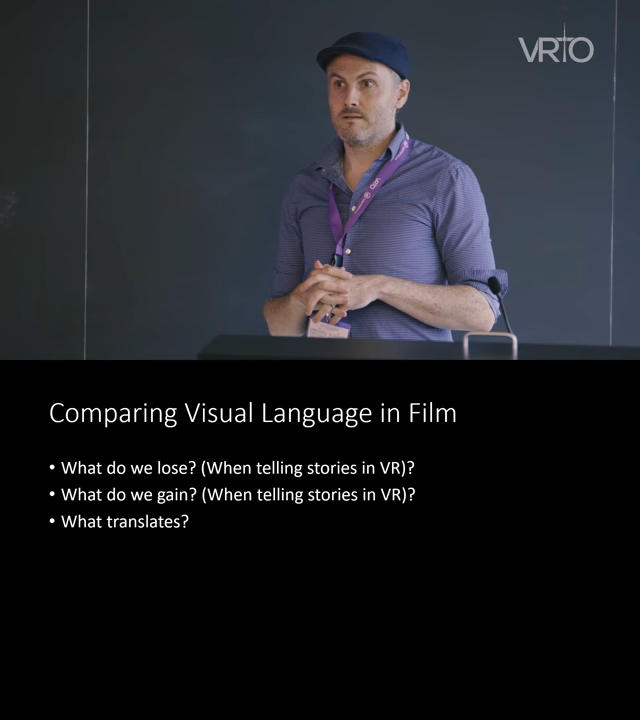 VRTO
Comparing Visual Language in Film
• What do we lose? (When telling stories in VR)?
• What do we gain? (When telling stories in VR)?
• What translates?